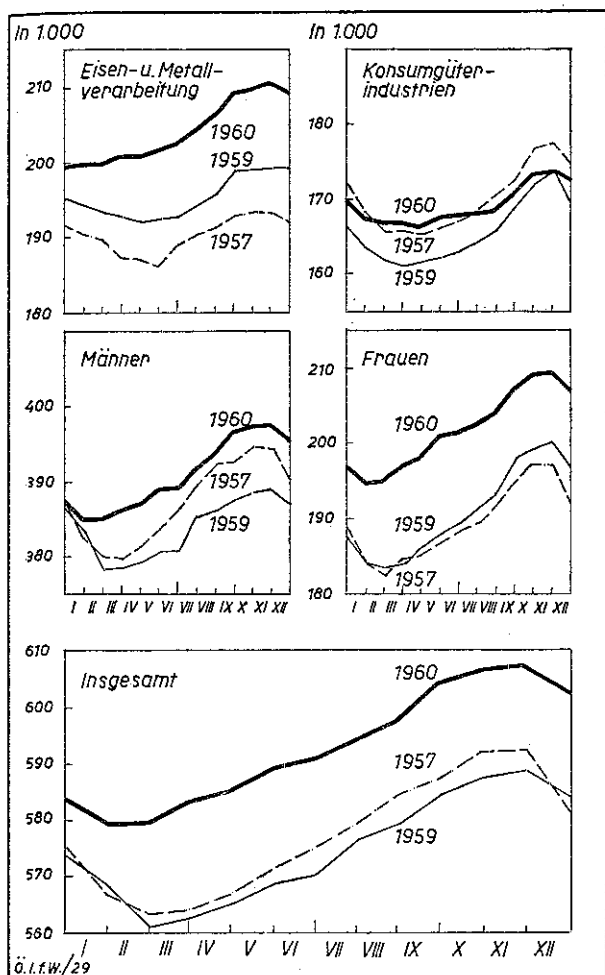 In 1.000
In 1.000
Eisen- u. Metall-
verarbeitung
210
200
190
180
1960
1959
1957
Konsumgüter-
industrien
180
170
160
1960
1957
1959
Männer
400
390
380
1960
1957
1959
I II III IV V VI VII VIII IX X XI XII
Frauen
210
200
190
180
1960
1959
1957
I II III IV V VI VII VIII IX X XI XII
Insgesamt
610
600
590
580
570
560
1960
1957
1959
I II III IV V VI VII VIII IX X XI XII
Ö.I.f.W./29